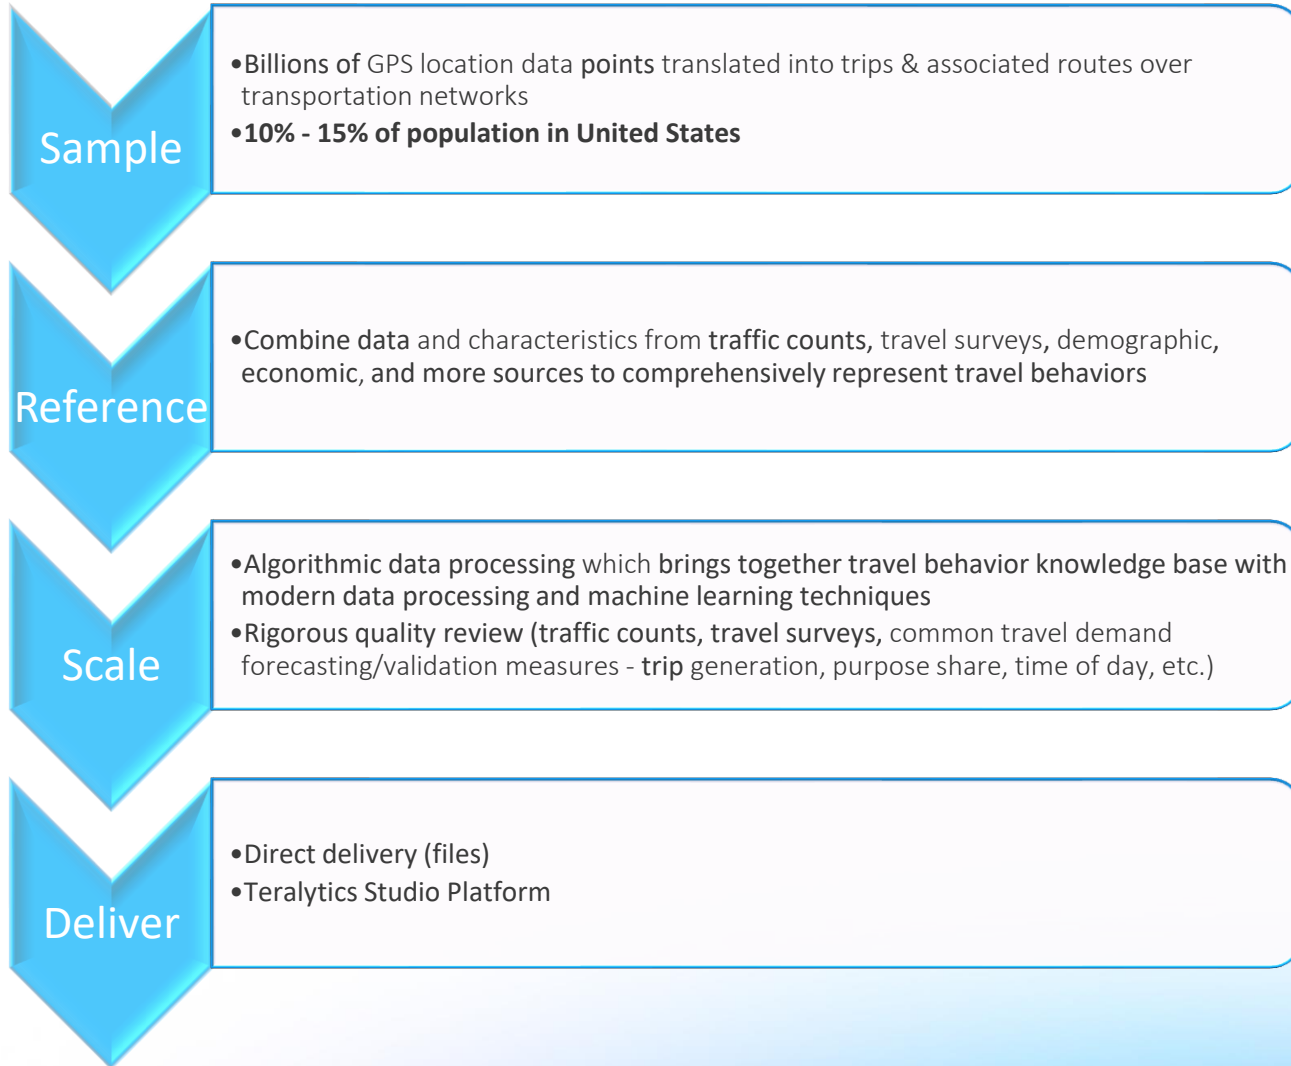 Sample
•Billions of GPS location data points translated into trips & associated routes over
transportation networks
•10% - 15% of population in United States
Reference
•Combine data and characteristics from traffic counts, travel surveys, demographic,
economic, and more sources to comprehensively represent travel behaviors
Scale
•Algorithmic data processing which brings together travel behavior knowledge base with
modern data processing and machine learning techniques
•Rigorous quality review (traffic counts, travel surveys, common travel demand
forecasting/validation measures - trip generation, purpose share, time of day, etc.)
Deliver
•Direct delivery (files)
•Teralytics Studio Platform